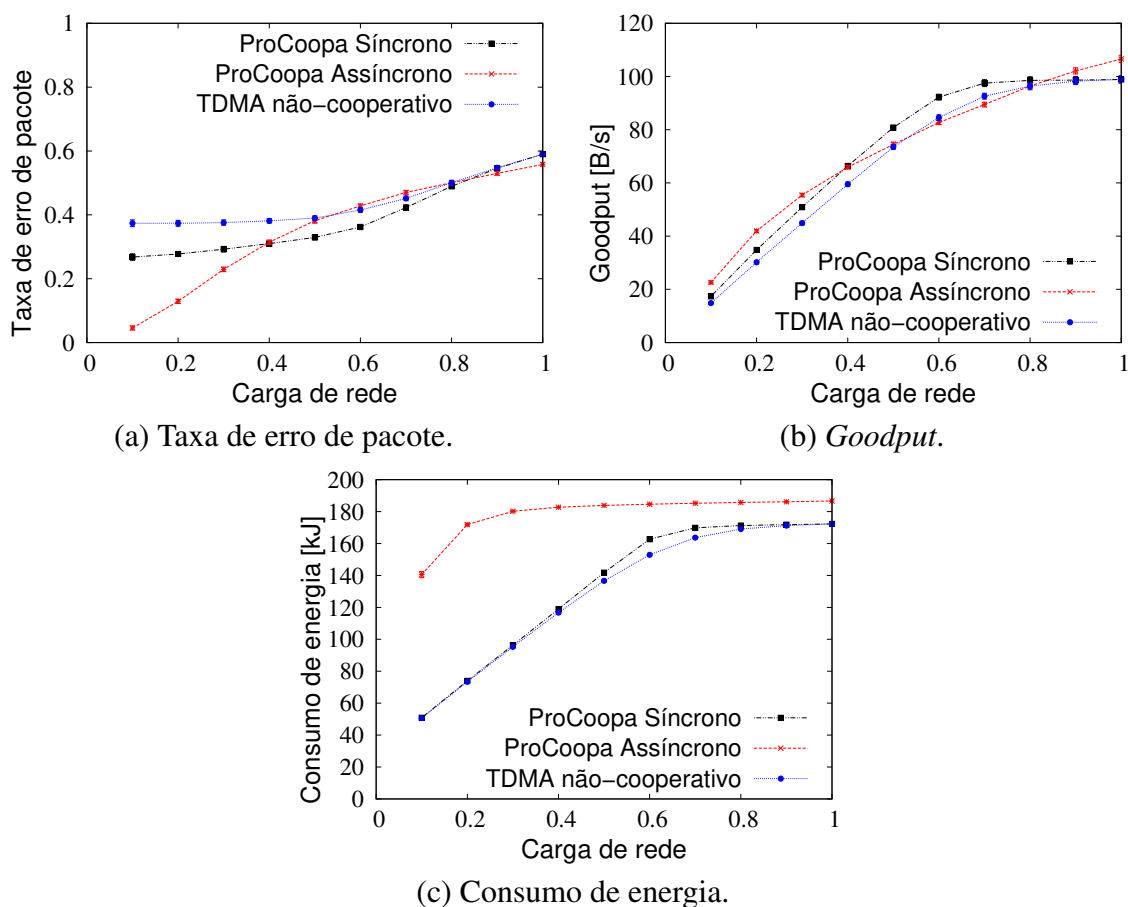 1
0.8
0.6
0.4
0.2
0
0
0.2
0.4
0.6
0.8
1
Taxa de erro de pacote
Carga de rede
ProCoopa Síncrono
ProCoopa Assíncrono
TDMA não−cooperativo
(a) Taxa de erro de pacote.
120
100
80
60
40
20
0
0
0.2
0.4
0.6
0.8
1
Goodput [B/s]
Carga de rede
ProCoopa Síncrono
ProCoopa Assíncrono
TDMA não−cooperativo
(b) Goodput.
200
180
160
140
120
100
80
60
40
20
0
0
0.2
0.4
0.6
0.8
1
Consumo de energia [kJ]
Carga de rede
ProCoopa Síncrono
ProCoopa Assíncrono
TDMA não−cooperativo
(c) Consumo de energia.